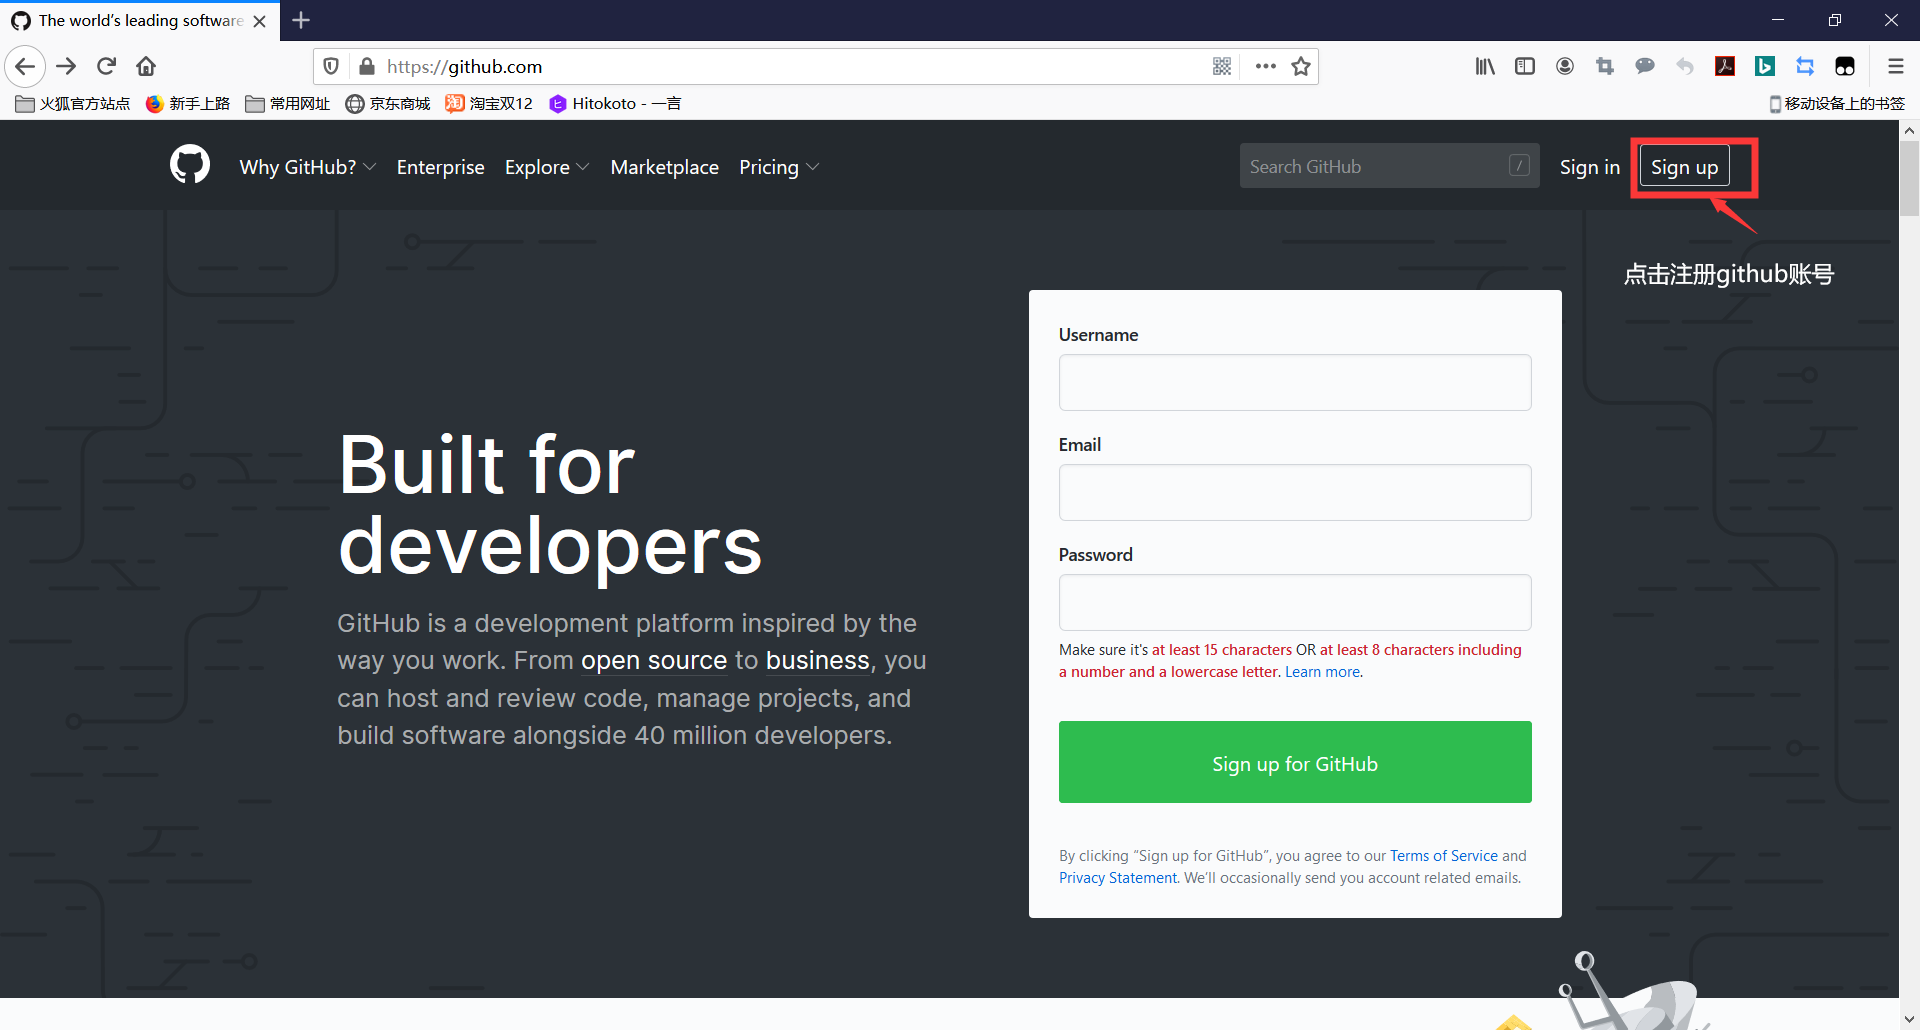 The world's leading software
https://github.com
火狐官方站点
新手上路
常用网址
京东商城
淘
淘宝双12
Hitokoto - 一言
移动设备上的书签
Why GitHub?
Enterprise
Explore
Marketplace
Pricing
Search GitHub
/
Sign in
Sign up
点击注册github账号
Built for
developers
GitHub is a development platform inspired by the
way you work. From open source to business, you
can host and review code, manage projects, and
build software alongside 40 million developers.
Username
Email
Password
Make sure it's at least 15 characters OR at least 8 characters including
a number and a lowercase letter. Learn more.
Sign up for GitHub
By clicking “Sign up for GitHub”, you agree to our Terms of Service and
Privacy Statement. We’ll occasionally send you account related emails.